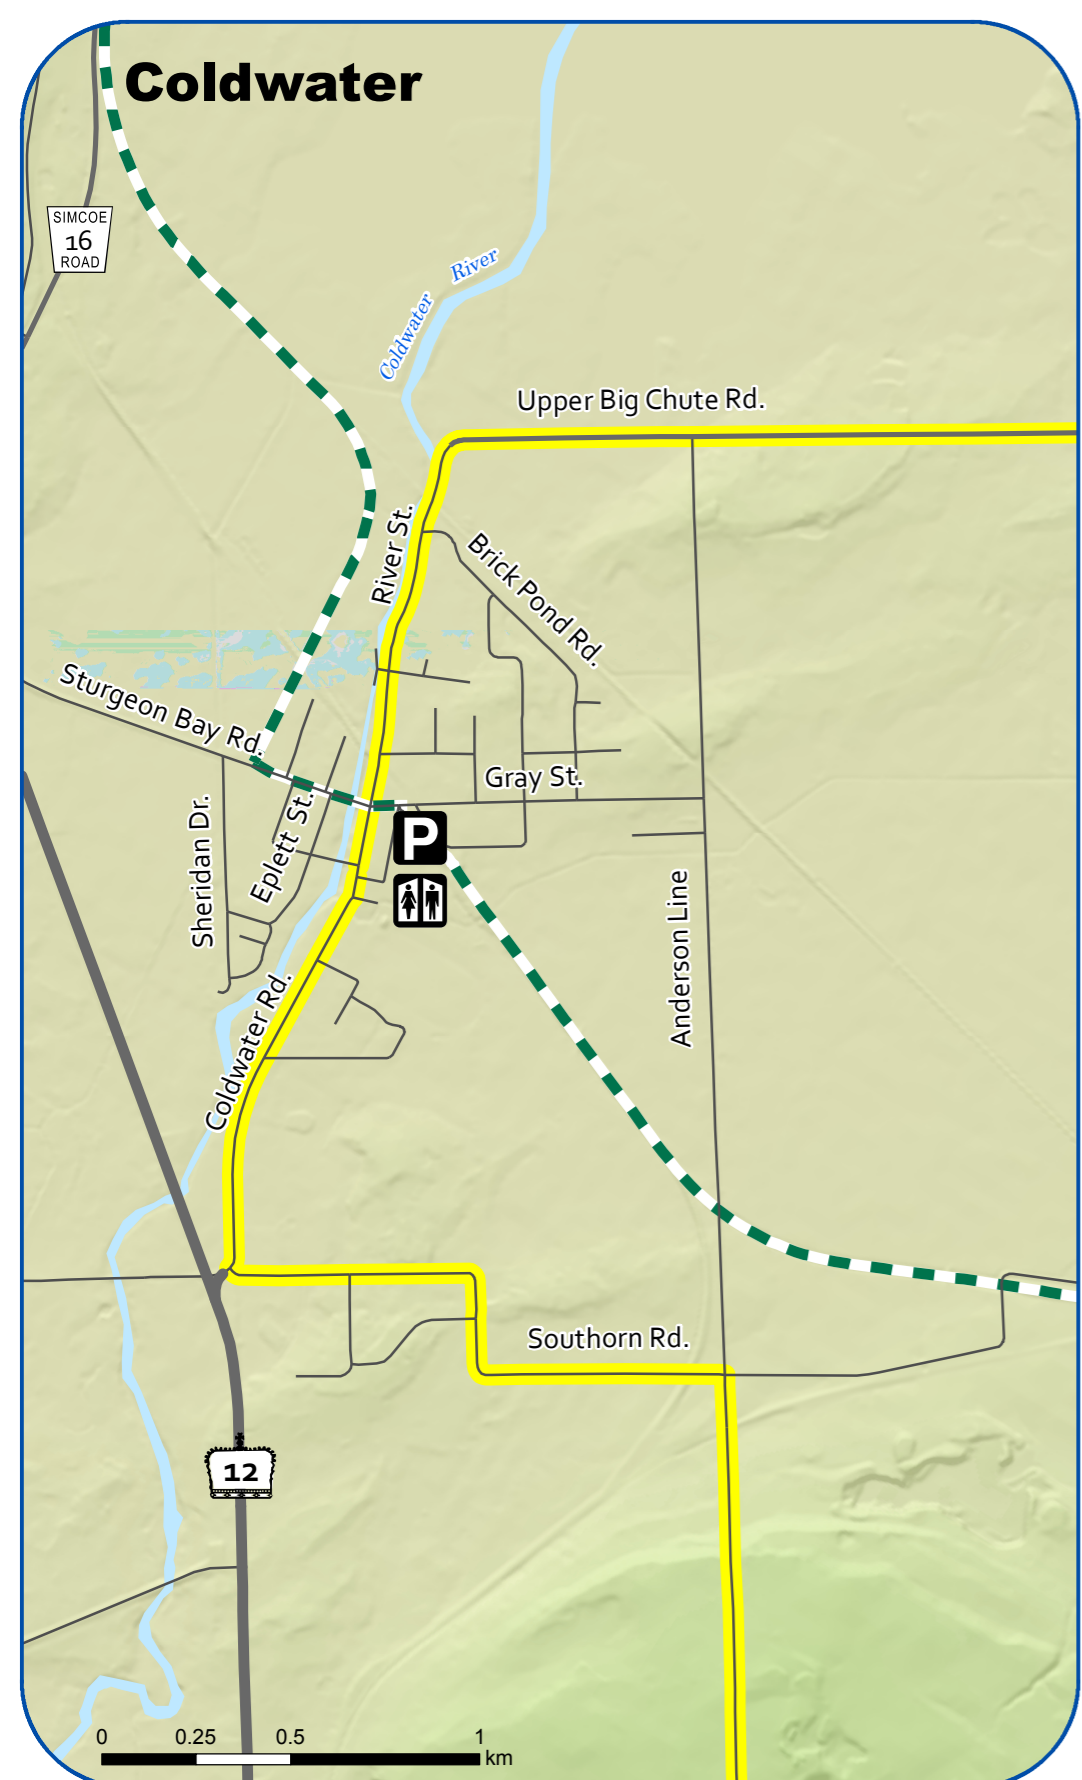 Coldwater
SIMCOE
16
ROAD
Coldwater River
Upper Big Chute Rd.
River St.
Brick Pond Rd.
Sturgeon Bay Rd.
Gray St.
Sheridan Dr.
Eplett St.
P
Anderson Line
Coldwater Rd.
Southorn Rd.
12
0 0.25 0.5 1
km